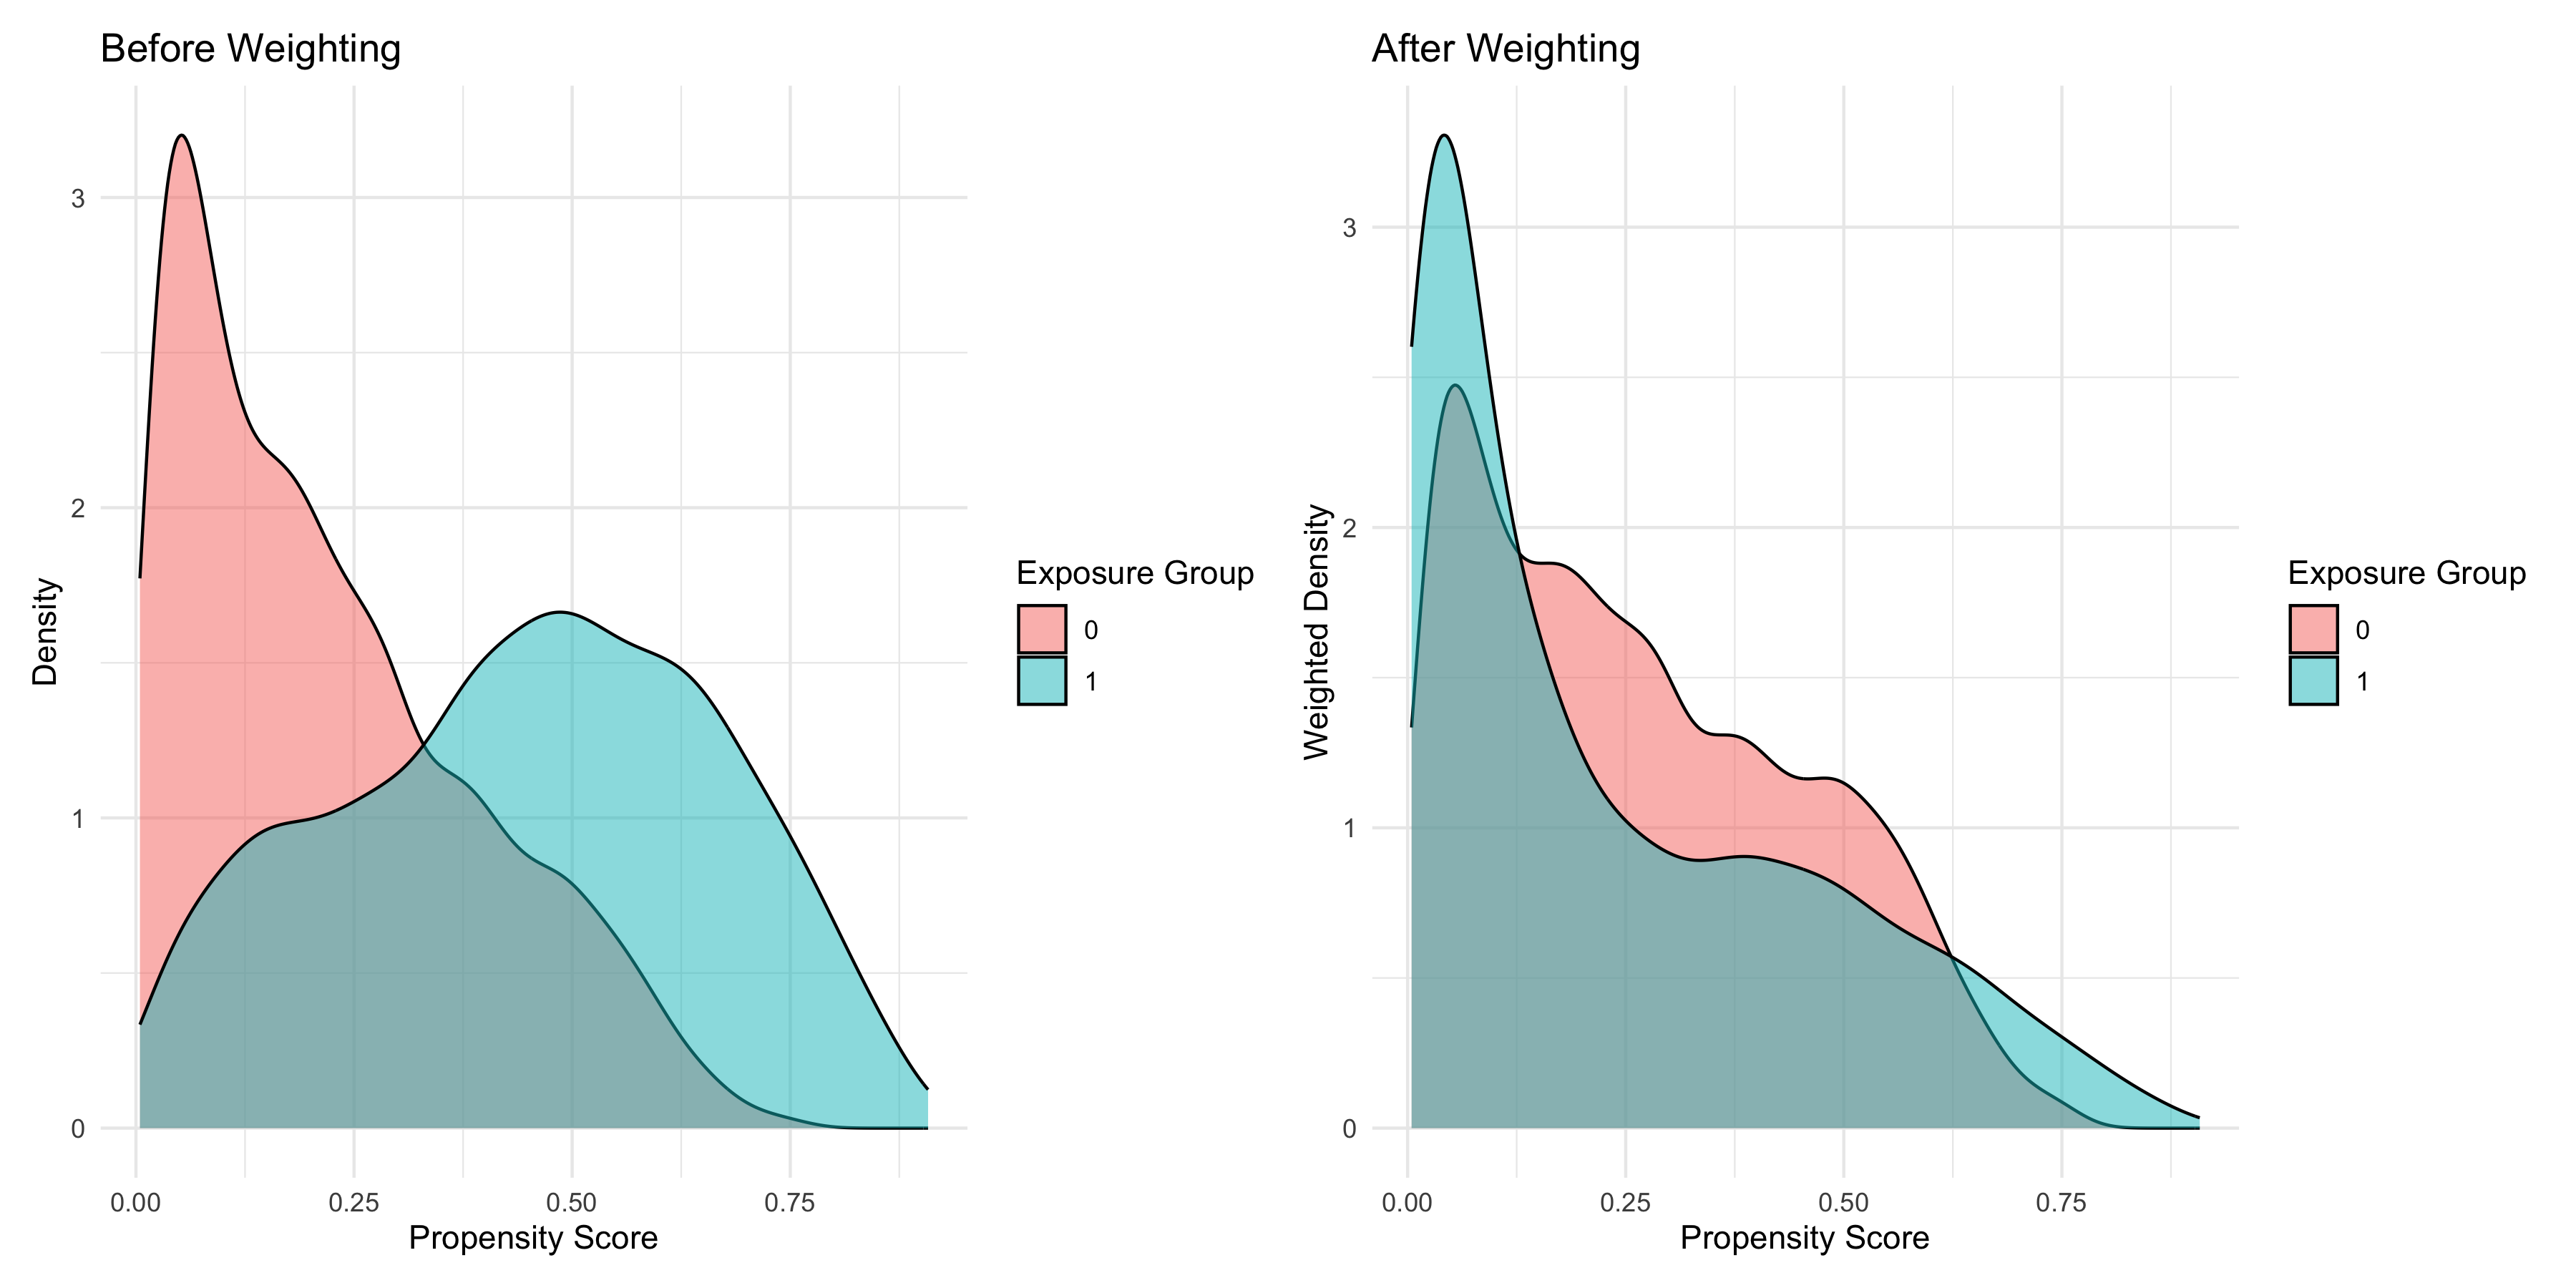 Before Weighting
3
2
1
0
Density
0.00 0.25 0.50 0.75
Propensity Score
Exposure Group
0
1
After Weighting
3
2
1
0
Weighted Density
0.00 0.25 0.50 0.75
Propensity Score
Exposure Group
0
1